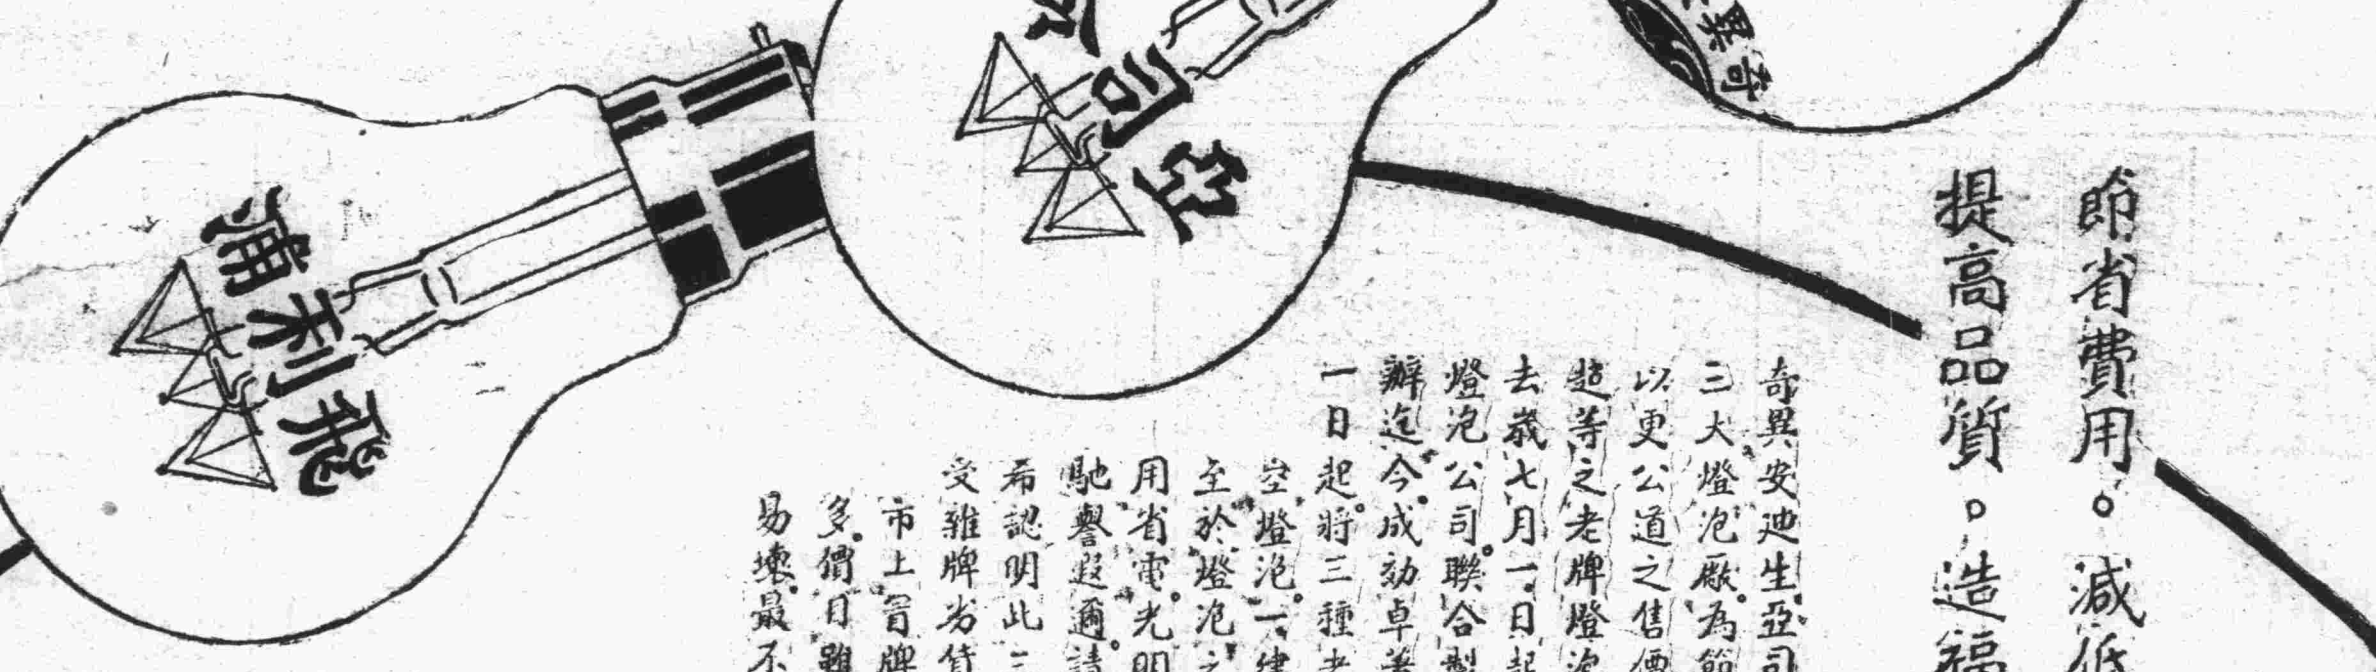 節省費用。減低
提高品質。造福
奇異安迪生。亞司
三大燈泡廠。為節
以更公道之售價
超等之老牌燈泡
去歲七月一日起
燈泡公司。聯合製
辦迄今。成効卓著
一日起。將三種老
空燈泡。一律
至於燈泡之
用省電。光明
馳譽遐邇。請
希認明此三
受雜牌劣貨
市上冒牌
多。價目雖
易壞。最不
奇異
亞司
飛利浦